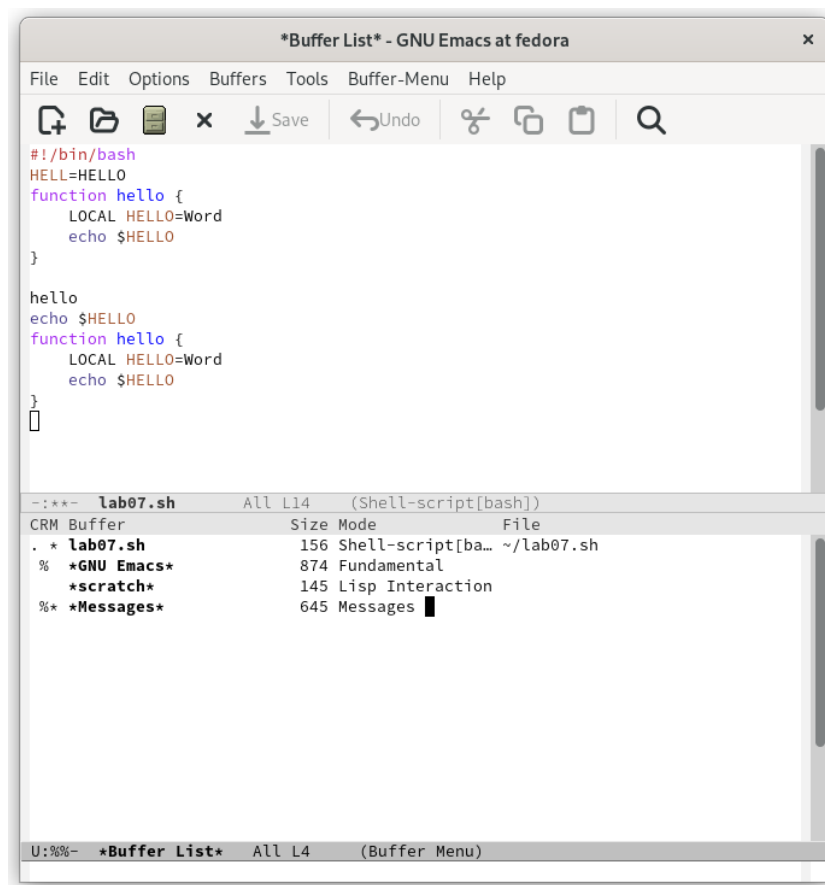 *Buffer List* - GNU Emacs at fedora ×
File Edit Options Buffers Tools Buffer-Menu Help
Save Undo
#!/bin/bash
HELL=HELLO
function hello {
    LOCAL HELLO=Word
    echo $HELLO
}
hello
echo $HELLO
function hello {
    LOCAL HELLO=Word
    echo $HELLO
}
-:**-  lab07.sh       All L14    (Shell-script[bash])
CRM Buffer                 Size Mode             File
. * lab07.sh                156 Shell-script[ba… ~/lab07.sh
 %  *GNU Emacs*             874 Fundamental
    *scratch*               145 Lisp Interaction
 %* *Messages*              645 Messages
U:%%-  *Buffer List*   All L4     (Buffer Menu)